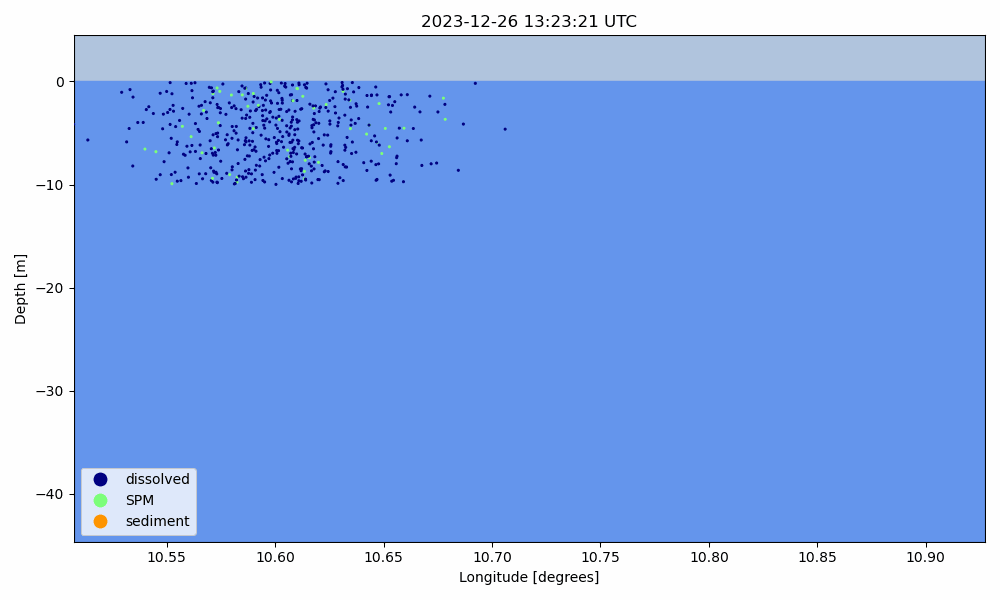 2023-12-26 13:23:21 UTC
0
−10
−20
−30
−40
Depth [m]
dissolved
SPM
sediment
10.55 10.60 10.65 10.70 10.75 10.80 10.85 10.90
Longitude [degrees]